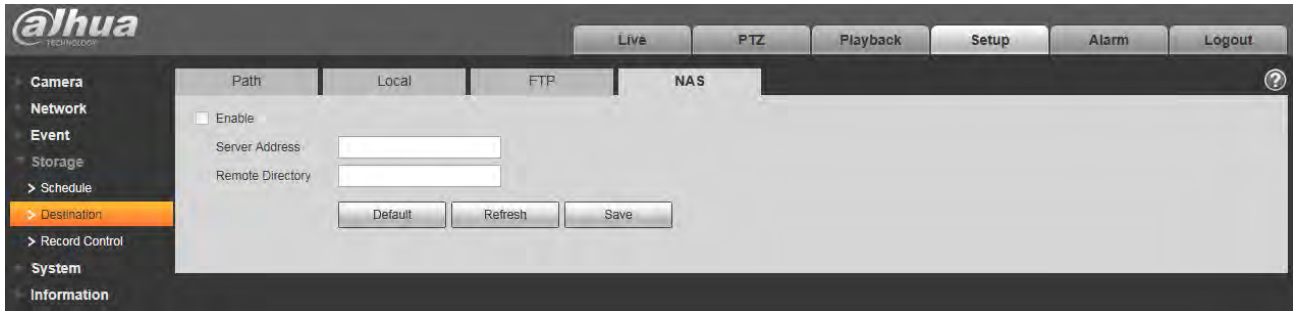 alhua
TECHNOLOGY
Live PTZ Playback Setup Alarm Logout
Camera
Network
Event
Storage
> Schedule
> Destination
> Record Control
System
Information
Path Local FTP NAS
?
Enable
Server Address
Remote Directory
Default Refresh Save